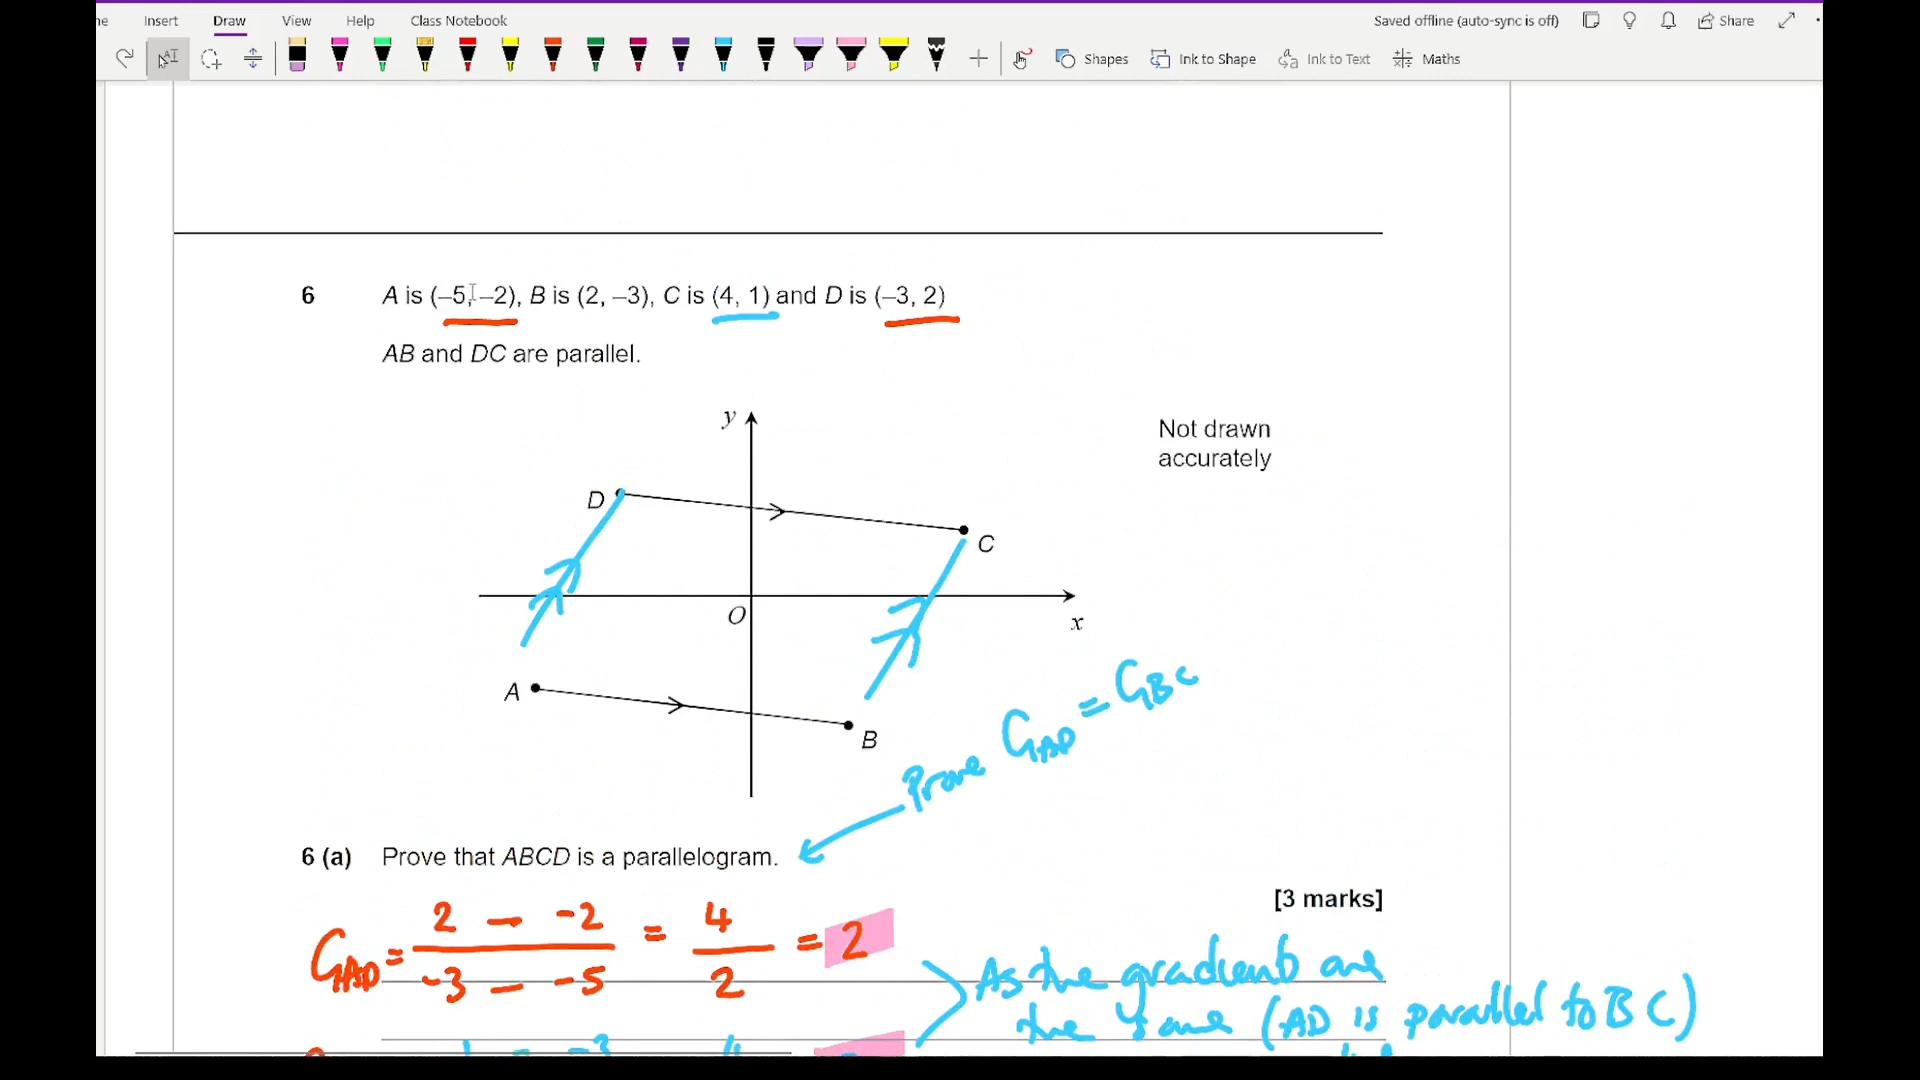 Insert Draw View Help Class Notebook Saved offline (auto-sync is off) Share
Shapes Ink to Shape Ink to Text Maths
6 A is (–5, –2), B is (2, –3), C is (4, 1) and D is (–3, 2)
AB and DC are parallel.
y
Not drawn
accurately
D
C
O
x
A
B
Prove GAD = GBC
6 (a) Prove that ABCD is a parallelogram.
[3 marks]
GAD = 2 - -2 / -3 - -5 = 4/2 = 2
As the gradients are
the same (AD is parallel to BC)